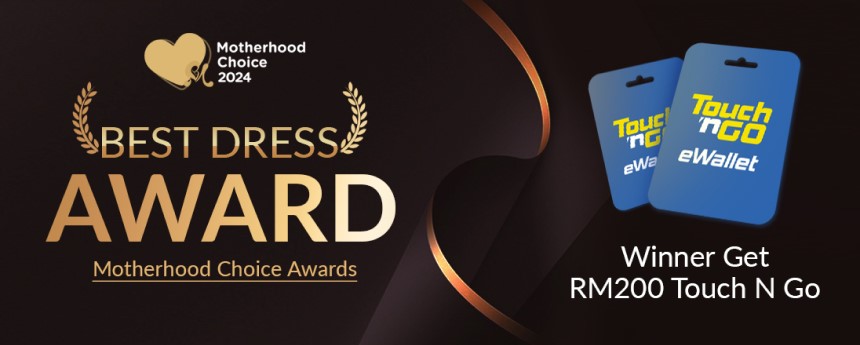 Motherhood
Choice
2024
BEST DRESS
AWARD
Motherhood Choice Awards
Touch
'n GO
eWa
Touch
'n GO
eWallet
Winner Get
RM200 Touch N Go